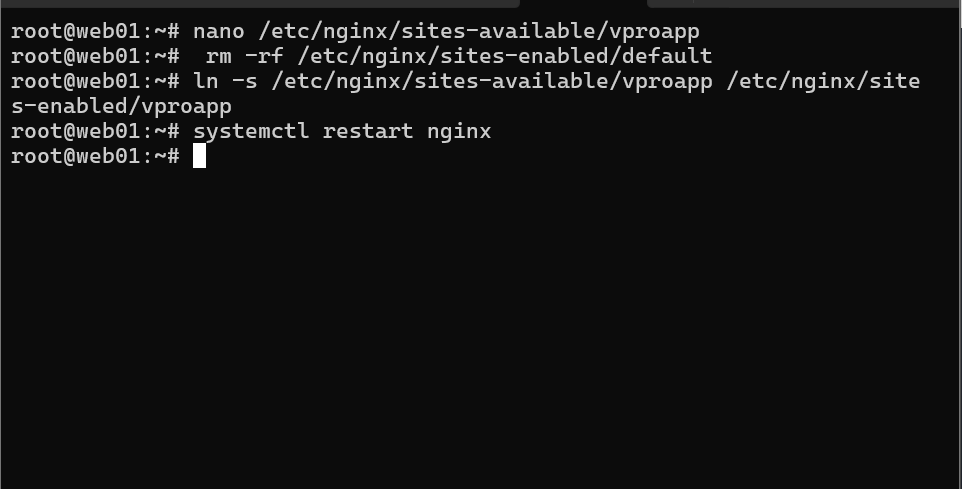 root@web01:~# nano /etc/nginx/sites-available/vproapp
root@web01:~#  rm -rf /etc/nginx/sites-enabled/default
root@web01:~# ln -s /etc/nginx/sites-available/vproapp /etc/nginx/site
s-enabled/vproapp
root@web01:~# systemctl restart nginx
root@web01:~#